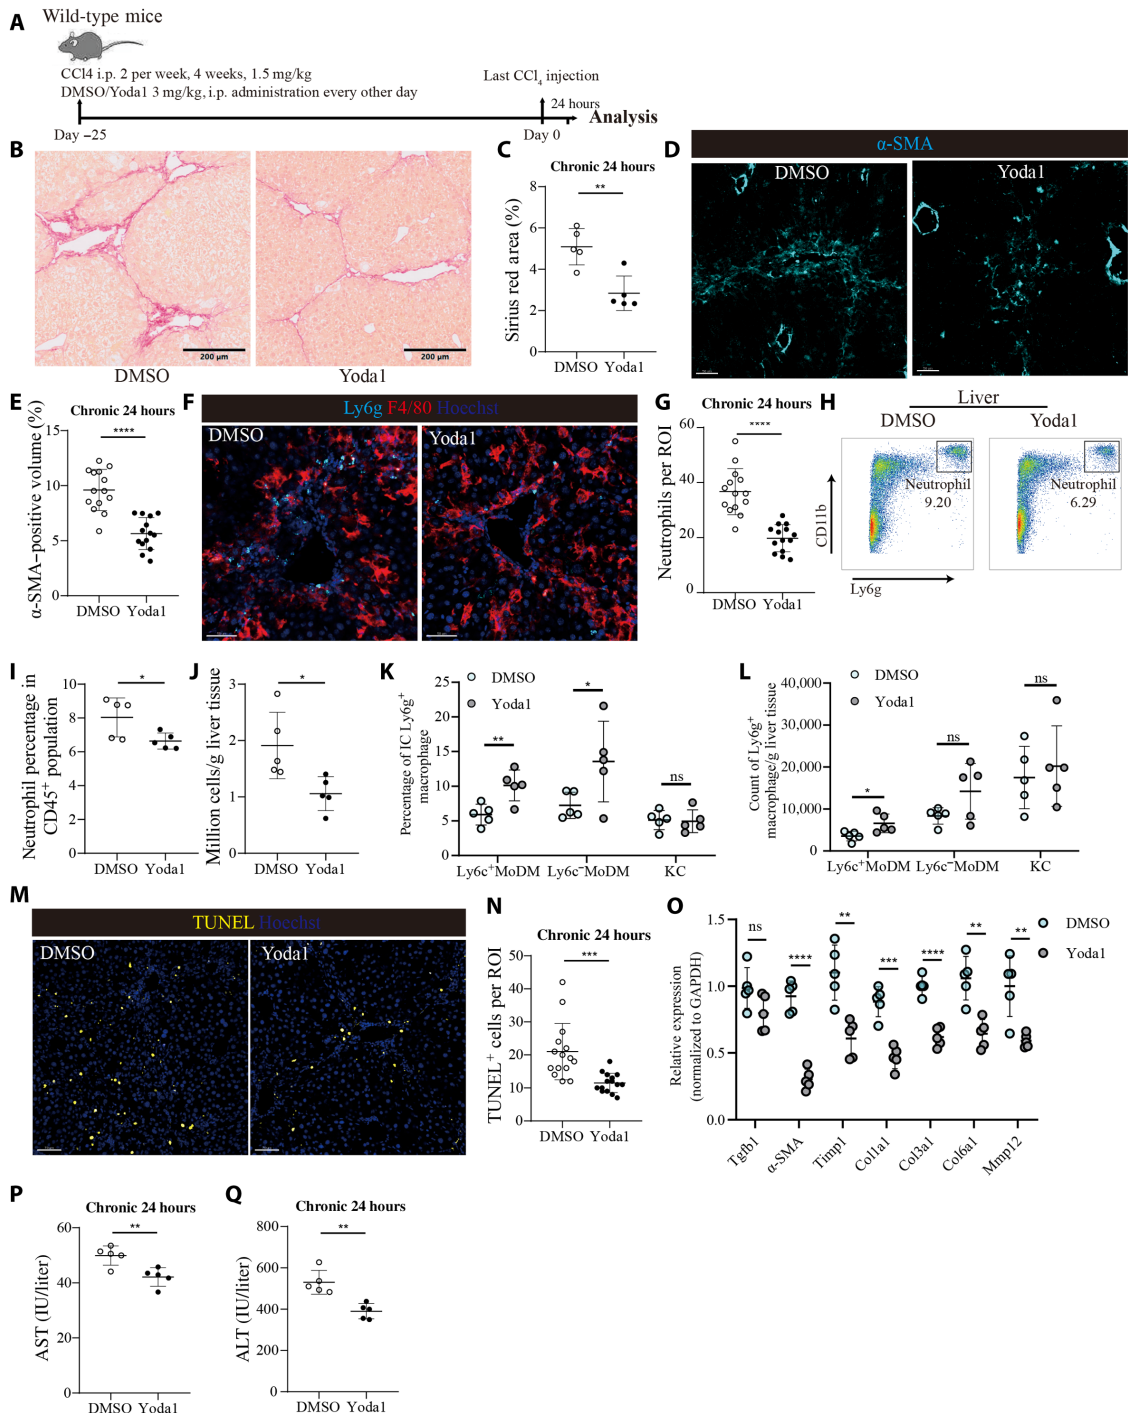 A
Wild-type mice
CCl4 i.p. 2 per week, 4 weeks, 1.5 mg/kg
DMSO/Yoda1 3 mg/kg, i.p. administration every other day
Last CCl4 injection
24 hours
Analysis
Day –25
Day 0
B
200 µm
200 µm
DMSO
Yoda1
C
Chronic 24 hours
**
Sirius red area (%)
8
6
4
2
0
DMSO Yoda1
D
α-SMA
DMSO
Yoda1
E
Chronic 24 hours
****
α-SMA–positive volume (%)
15
10
5
0
DMSO Yoda1
F
Ly6g F4/80 Hoechst
DMSO
Yoda1
G
Chronic 24 hours
****
Neutrophils per ROI
60
40
20
0
DMSO Yoda1
H
Liver
DMSO
Yoda1
Neutrophil
9.20
Neutrophil
6.29
CD11b
Ly6g
I
*
Neutrophil percentage in
CD45+ population
10
8
6
4
2
0
DMSO Yoda1
J
*
Million cells/g liver tissue
3
2
1
0
DMSO Yoda1
K
DMSO
Yoda1
Percentage of IC Ly6g+
macrophage
25
20
15
10
5
0
**
*
ns
Ly6c+MoDM
Ly6c–MoDM
KC
L
DMSO
Yoda1
Count of Ly6g+
macrophage/g liver tissue
40,000
30,000
20,000
10,000
0
*
ns
ns
Ly6c+MoDM
Ly6c–MoDM
KC
M
TUNEL Hoechst
DMSO
Yoda1
N
Chronic 24 hours
***
TUNEL+ cells per ROI
50
40
30
20
10
0
DMSO Yoda1
O
DMSO
Yoda1
Relative expression
(normalized to GAPDH)
1.5
1.0
0.5
0.0
ns
****
**
***
****
**
**
Tgfb1
α-SMA
Timp1
Col1a1
Col3a1
Col6a1
Mmp12
P
Chronic 24 hours
**
AST (IU/liter)
60
40
20
0
DMSO Yoda1
Q
Chronic 24 hours
**
ALT (IU/liter)
800
600
400
200
0
DMSO Yoda1